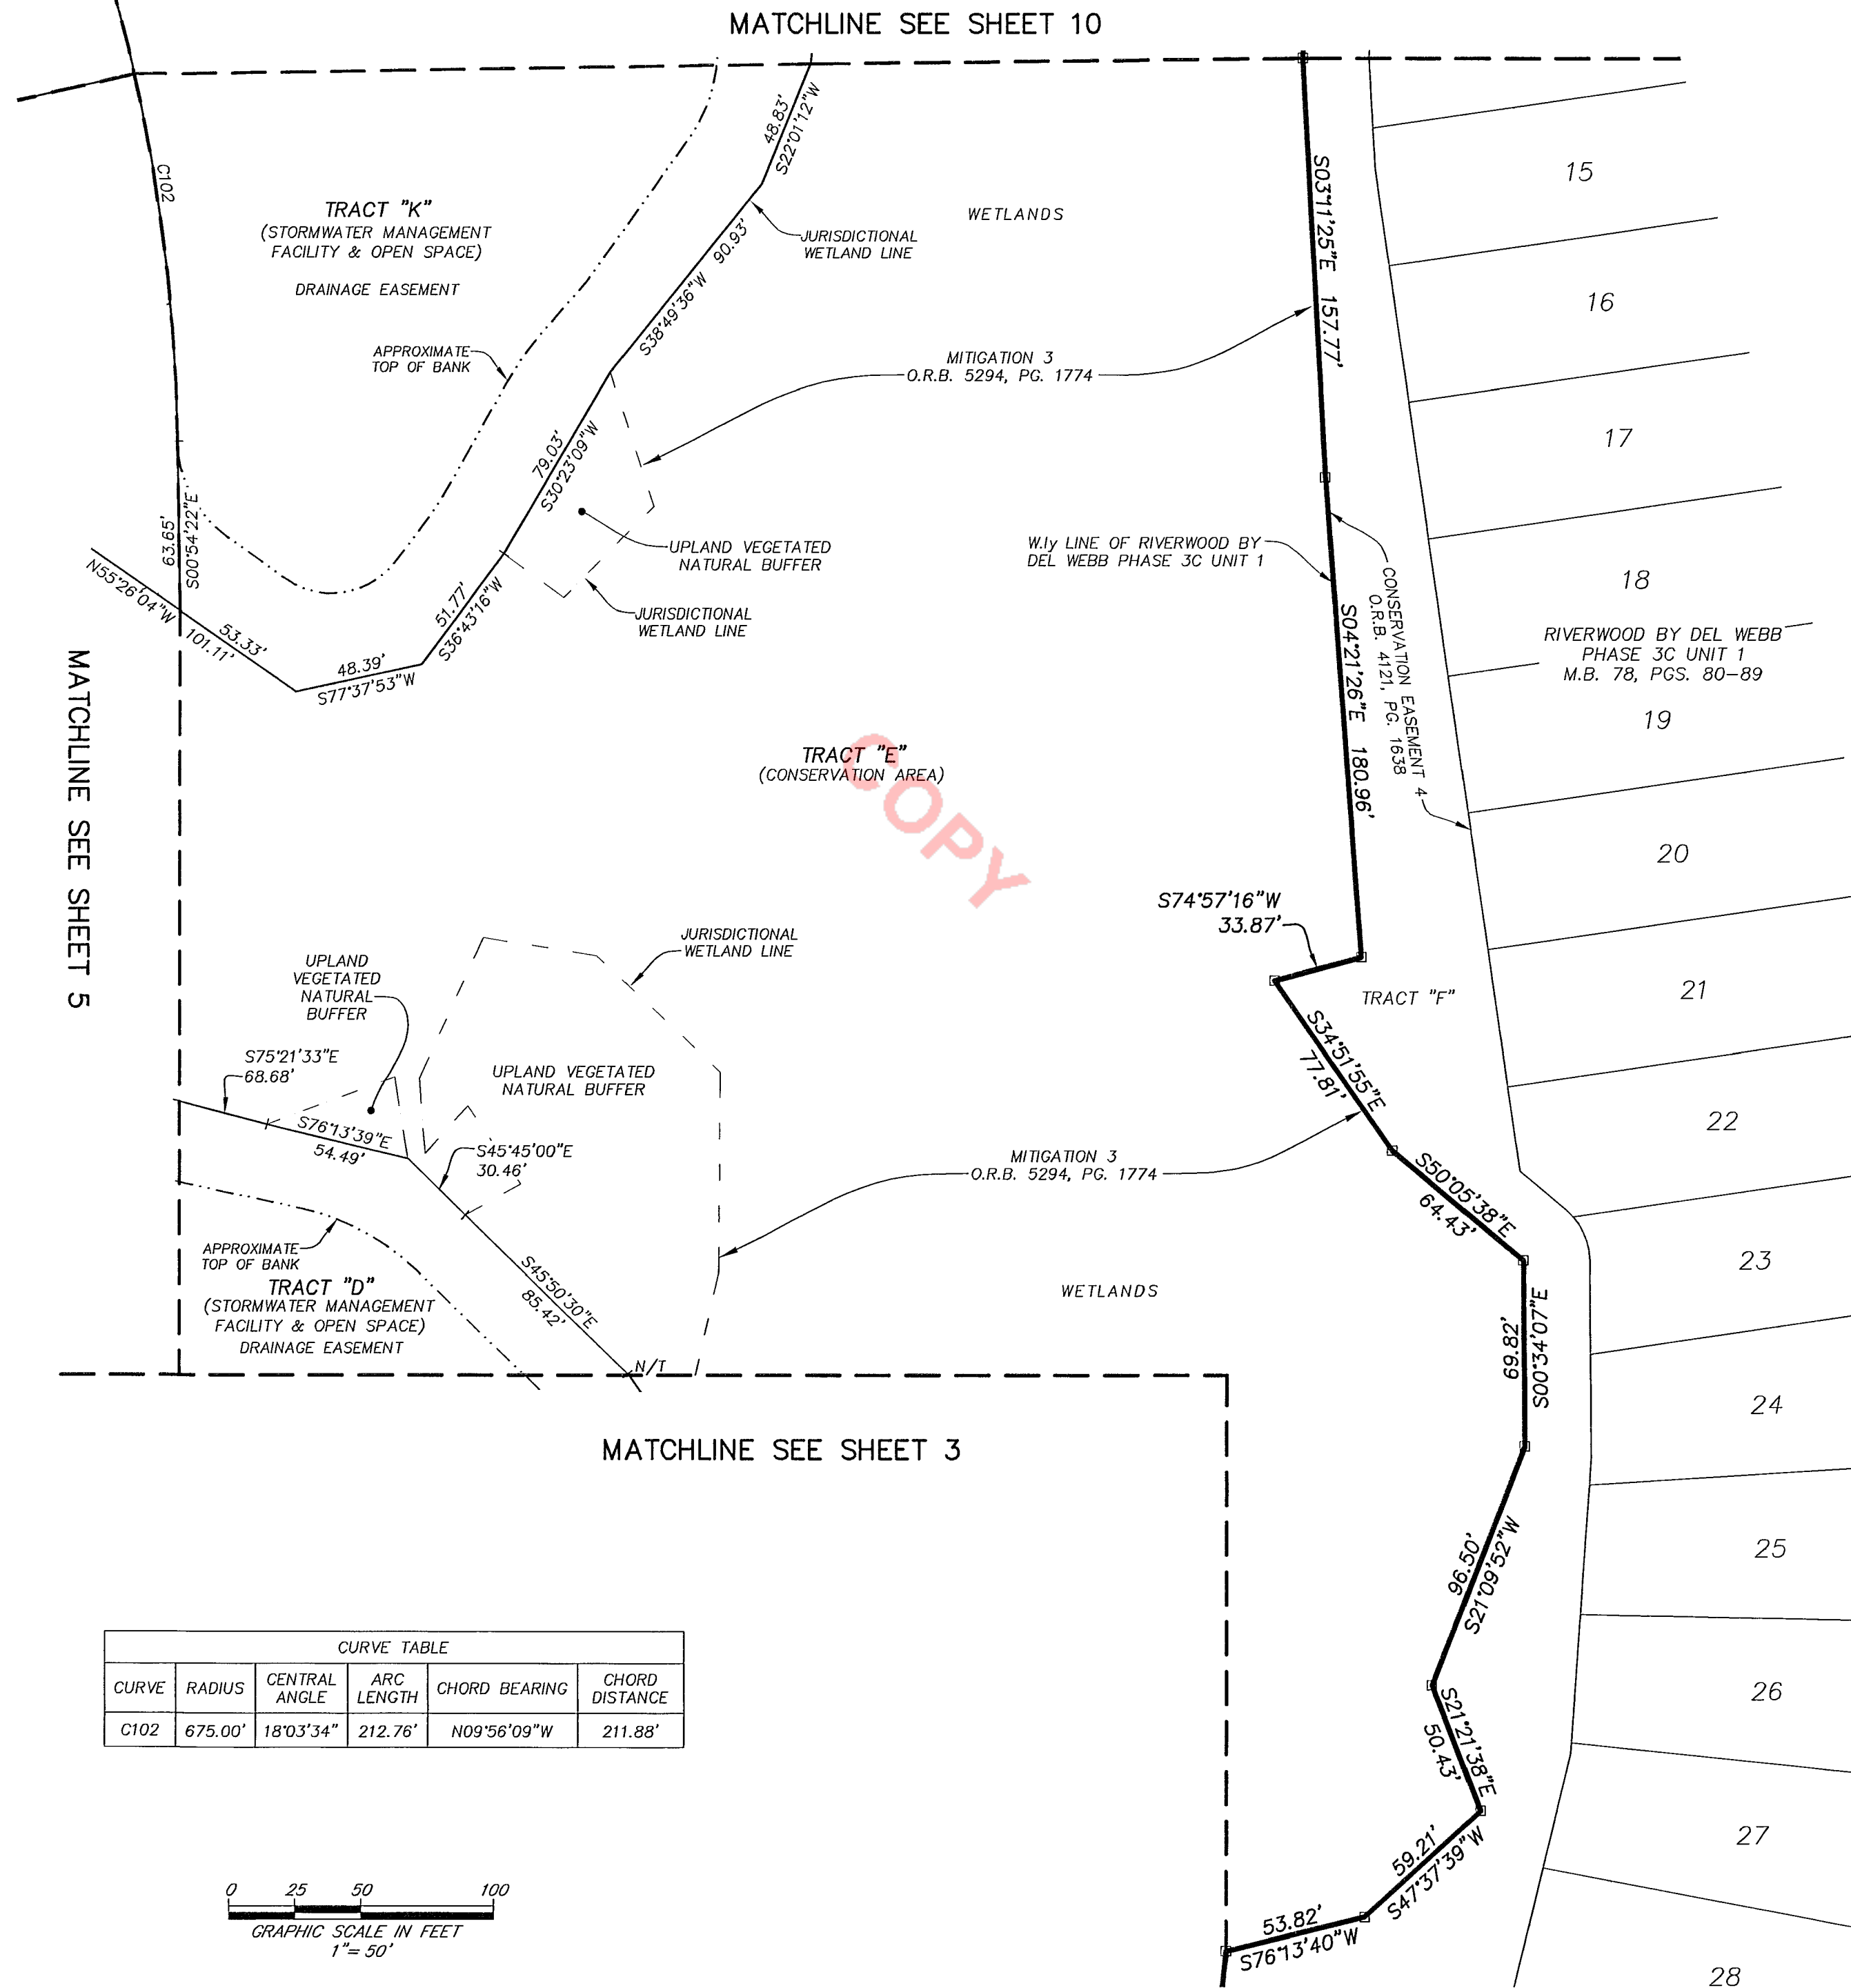 MATCHLINE SEE SHEET 10
C102
TRACT "K"
(STORMWATER MANAGEMENT
FACILITY & OPEN SPACE)
DRAINAGE EASEMENT
APPROXIMATE
TOP OF BANK
48.83'
S22°01'12"W
S38°49'36"W 90.93'
JURISDICTIONAL
WETLAND LINE
WETLANDS
MITIGATION 3
O.R.B. 5294, PG. 1774
S03°11'25"E 157.77'
15
16
17
18
79.03'
S30°23'09"W
UPLAND VEGETATED
NATURAL BUFFER
JURISDICTIONAL
WETLAND LINE
51.77'
S36°43'16"W
48.39'
S77°37'53"W
63.65'
S00°54'22"E
N55°26'04"W
53.33'
101.11'
W.ly LINE OF RIVERWOOD BY
DEL WEBB PHASE 3C UNIT 1
S04°21'26"E 180.96'
CONSERVATION EASEMENT 4
O.R.B. 4121, PG. 1638
RIVERWOOD BY DEL WEBB
PHASE 3C UNIT 1
M.B. 78, PGS. 80-89
19
20
21
22
23
24
25
26
27
28
MATCHLINE SEE SHEET 5
TRACT "E"
(CONSERVATION AREA)
COPY
S74°57'16"W
33.87'
TRACT "F"
S34°51'55"E
77.81'
S50°05'38"E
64.43'
S00°34'07"E
69.82'
96.50'
S21°09'52"W
S21°21'38"E
50.43'
59.21'
S47°37'39"W
53.82'
S76°13'40"W
JURISDICTIONAL
WETLAND LINE
UPLAND
VEGETATED
NATURAL
BUFFER
S75°21'33"E
68.68'
UPLAND VEGETATED
NATURAL BUFFER
S76°13'39"E
54.49'
S45°45'00"E
30.46'
MITIGATION 3
O.R.B. 5294, PG. 1774
APPROXIMATE
TOP OF BANK
TRACT "D"
(STORMWATER MANAGEMENT
FACILITY & OPEN SPACE)
DRAINAGE EASEMENT
S45°50'30"E
85.42'
WETLANDS
N/T
MATCHLINE SEE SHEET 3
CURVE TABLE
CURVE RADIUS CENTRAL ANGLE ARC LENGTH CHORD BEARING CHORD DISTANCE
C102 675.00' 18°03'34" 212.76' N09°56'09"W 211.88'
0 25 50 100
GRAPHIC SCALE IN FEET
1"= 50'